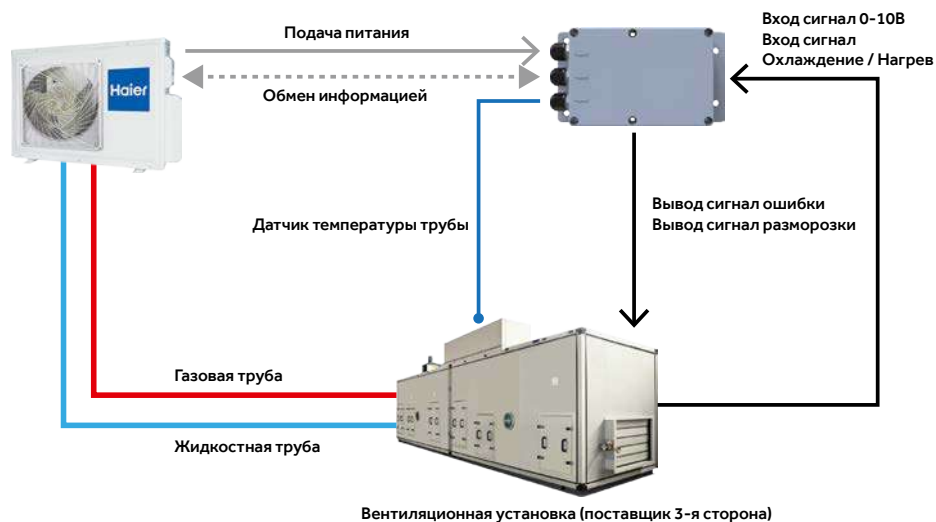 Подача питания
Вход сигнал 0-10В
Вход сигнал
Охлаждение / Нагрев
Haier
Обмен информацией
Датчик температуры трубы
Вывод сигнал ошибки
Вывод сигнал разморозки
Газовая труба
Жидкостная труба
Вентиляционная установка (поставщик 3-я сторона)